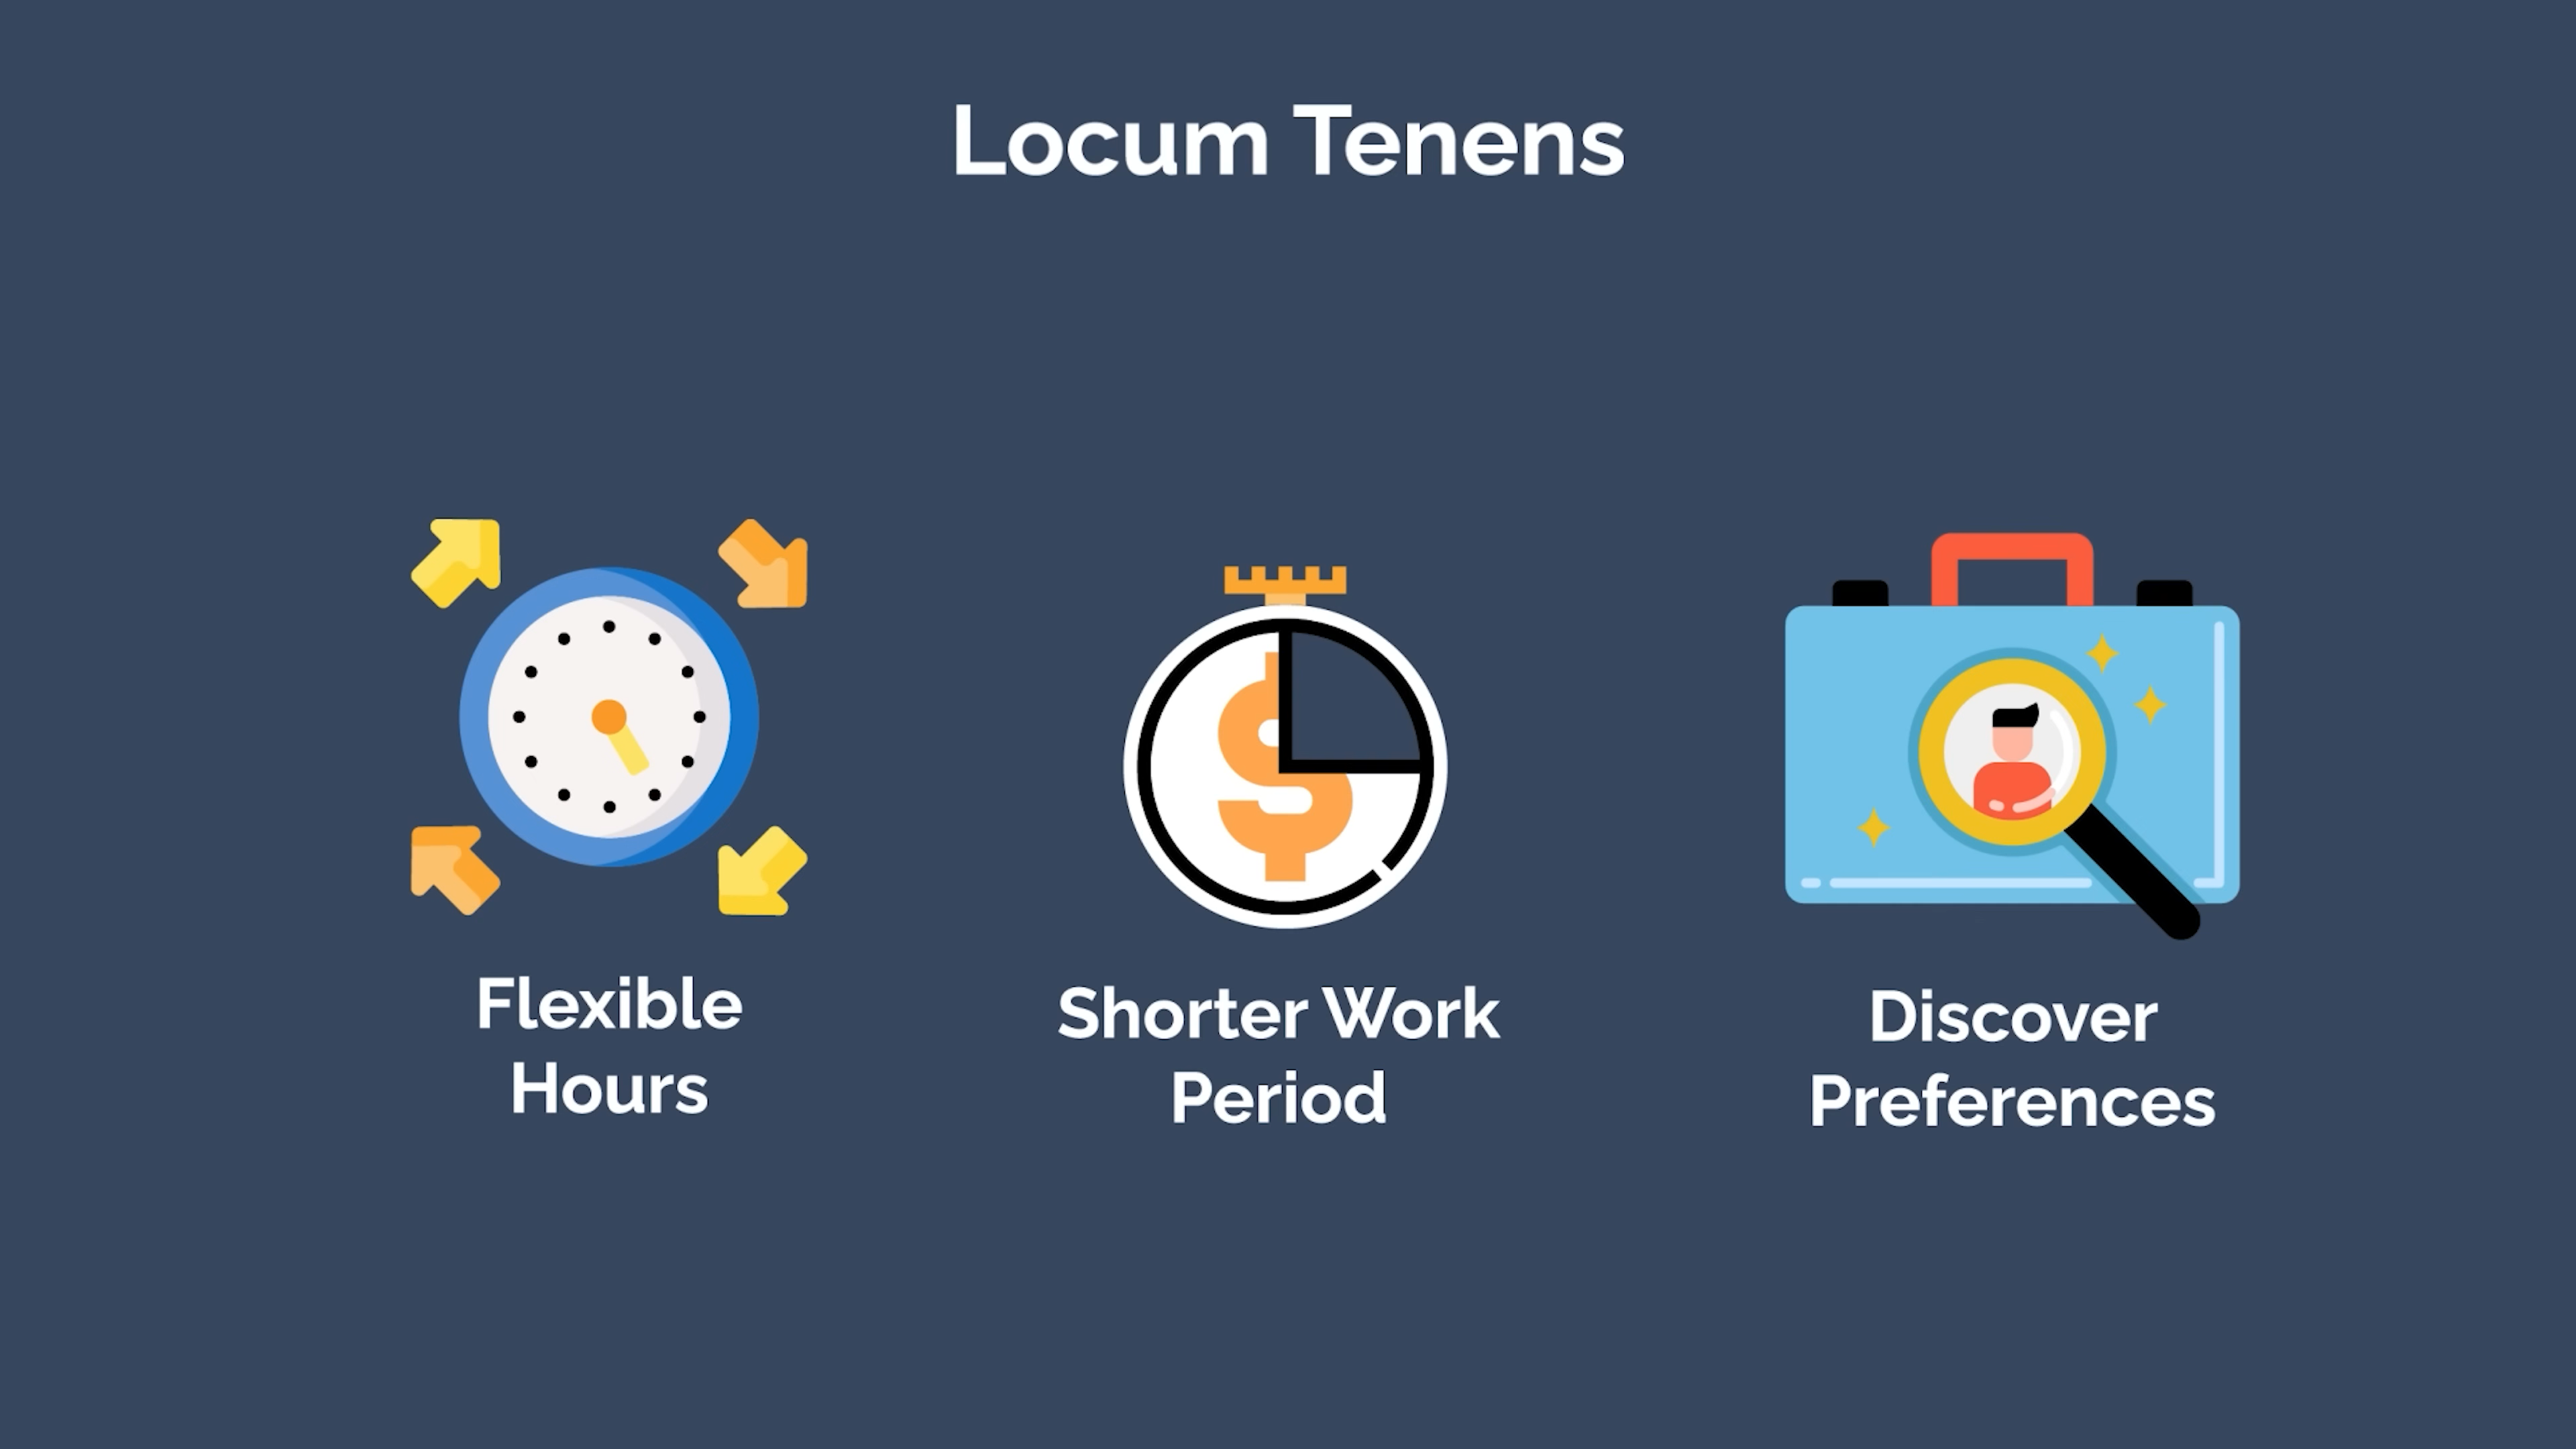 Locum Tenens
Flexible
Hours
Shorter Work
Period
Discover
Preferences